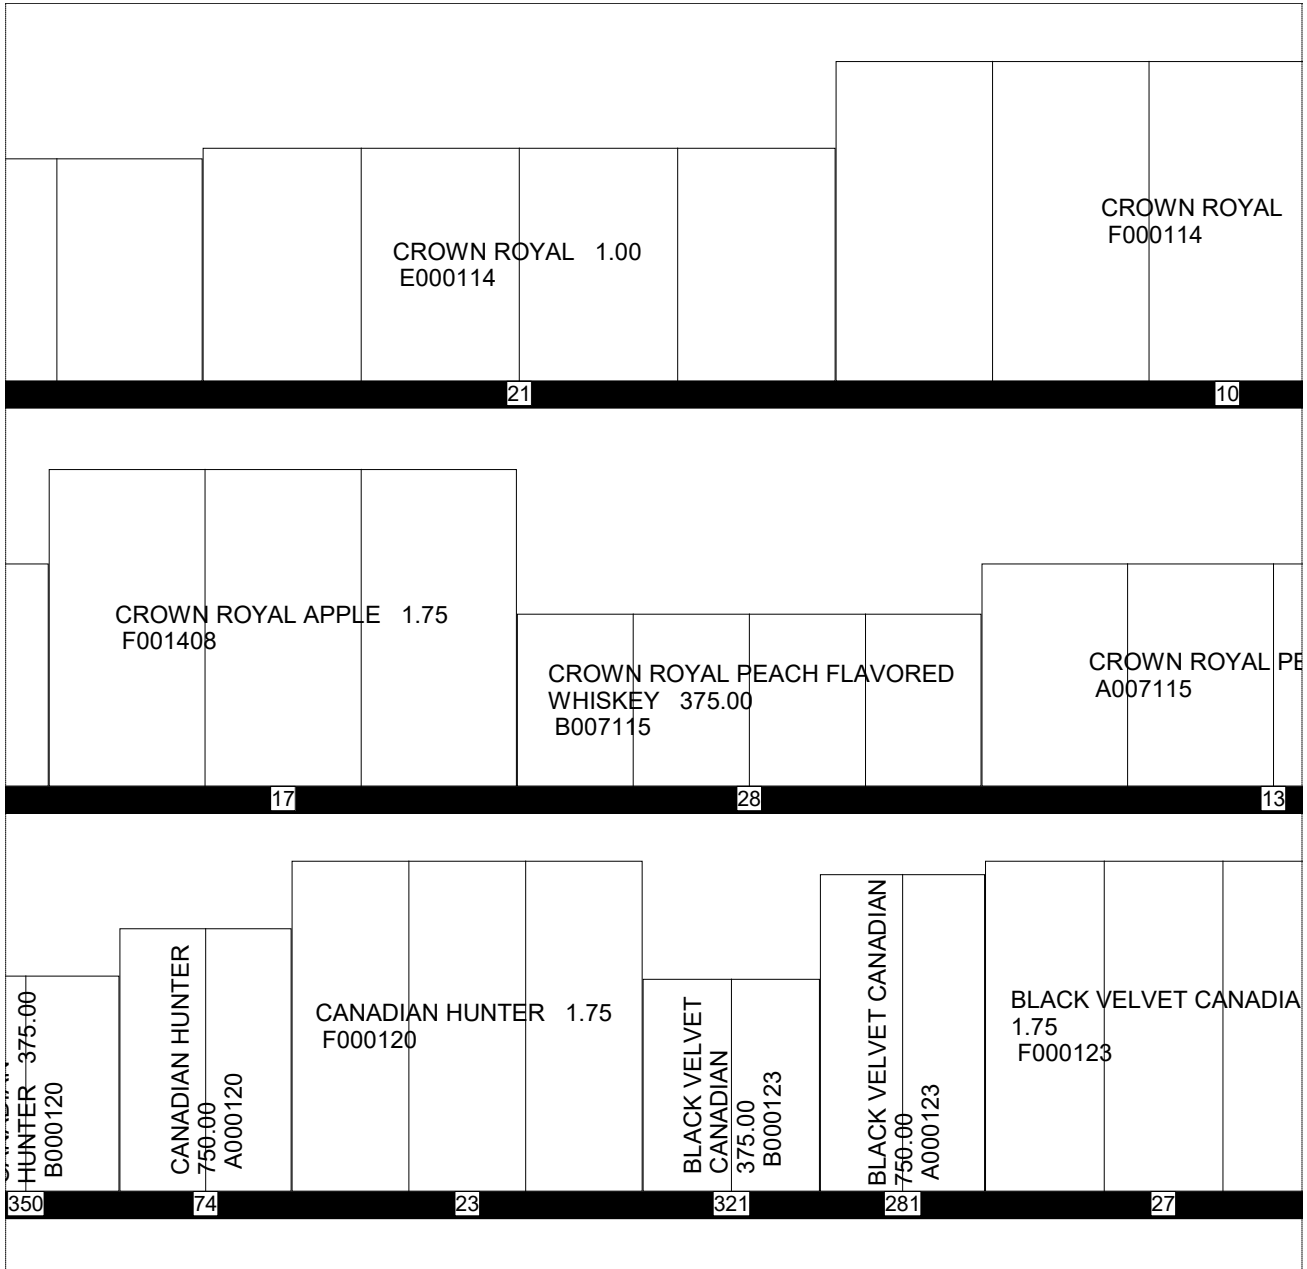 CROWN ROYAL 1.00
E000114
CROWN ROYAL
F000114
21
10
CROWN ROYAL APPLE 1.75
F001408
CROWN ROYAL PEACH FLAVORED
WHISKEY 375.00
B007115
CROWN ROYAL
A007115
17
28
13
HUNTER 375.00
B000120
CANADIAN HUNTER
750.00
A000120
CANADIAN HUNTER 1.75
F000120
BLACK VELVET
CANADIAN
375.00
B000123
BLACK VELVET CANADIAN
750.00
A000123
BLACK VELVET CANADIA
1.75
F000123
350
74
23
321
281
27